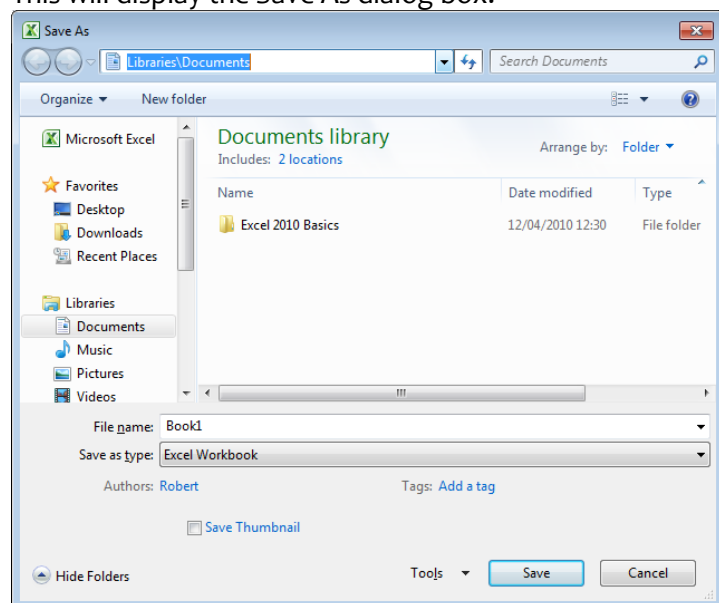 This will display the Save As dialog box.
Save As
Libraries\Documents
Search Documents
Organize
New folder
Microsoft Excel
Favorites
Desktop
Downloads
Recent Places
Libraries
Documents
Music
Pictures
Videos
Documents library
Includes: 2 locations
Arrange by: Folder
Name Date modified Type
Excel 2010 Basics 12/04/2010 12:30 File folder
File name: Book1
Save as type: Excel Workbook
Authors: Robert Tags: Add a tag
Save Thumbnail
Hide Folders Tools Save Cancel